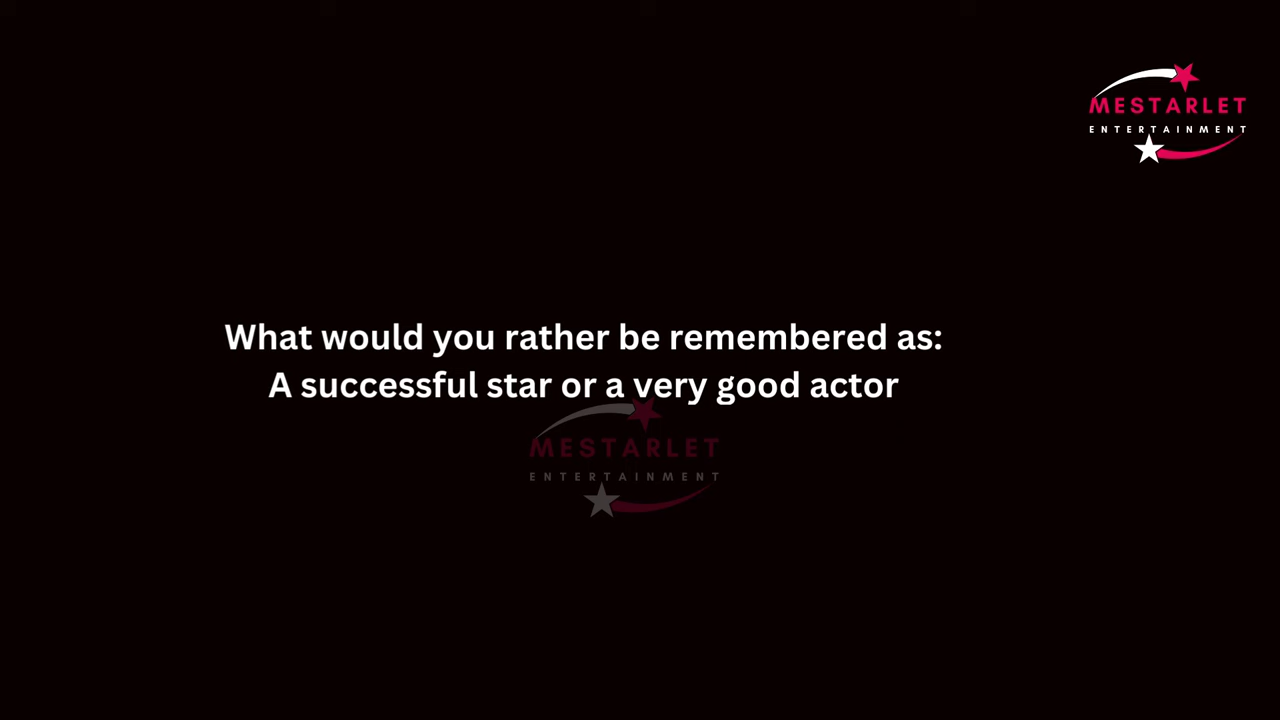 MESTARLET
ENTERTAINMENT
What would you rather be remembered as:
A successful star or a very good actor
MESTARLET
ENTERTAINMENT